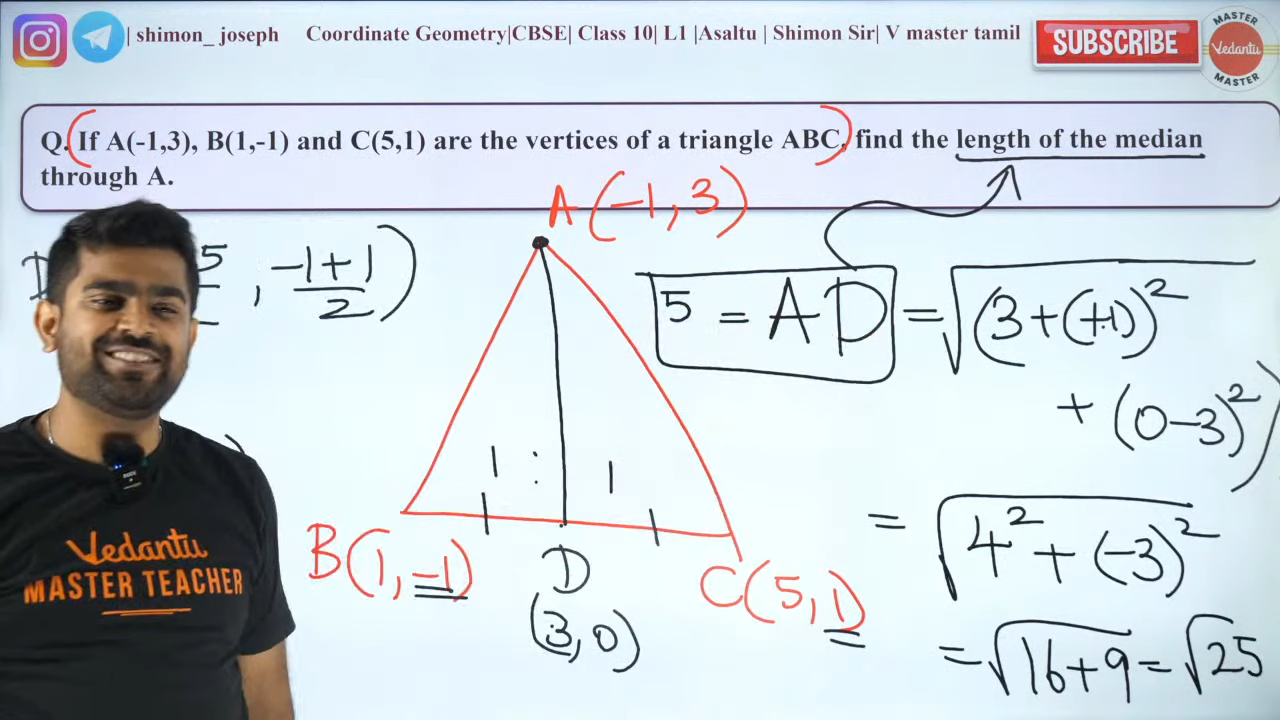 | shimon_ joseph Coordinate Geometry|CBSE| Class 10| L1 |Asaltu | Shimon Sir| V master tamil
SUBSCRIBE
MASTER
Vedantu
MASTER
Q. If A(-1,3), B(1,-1) and C(5,1) are the vertices of a triangle ABC, find the length of the median
through A.
A(-1,3)
5 , -1+1)
2
5 = AD = √(3+(+1)²
+ (0-3)²)
1 : 1
B(1,-1)
D
(3,0)
C(5,1)
= √4²+(-3)²
= √16+9 = √25
Vedantu
MASTER TEACHER